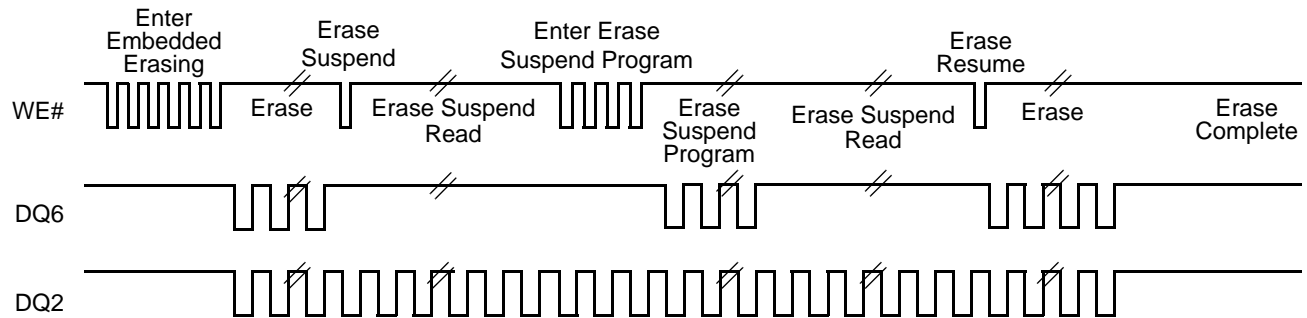 Enter
Embedded
Erasing
Erase
Suspend
Enter Erase
Suspend Program
Erase
Resume
WE#
Erase
Erase Suspend
Read
Erase
Suspend
Program
Erase Suspend
Read
Erase
Erase
Complete
DQ6
DQ2